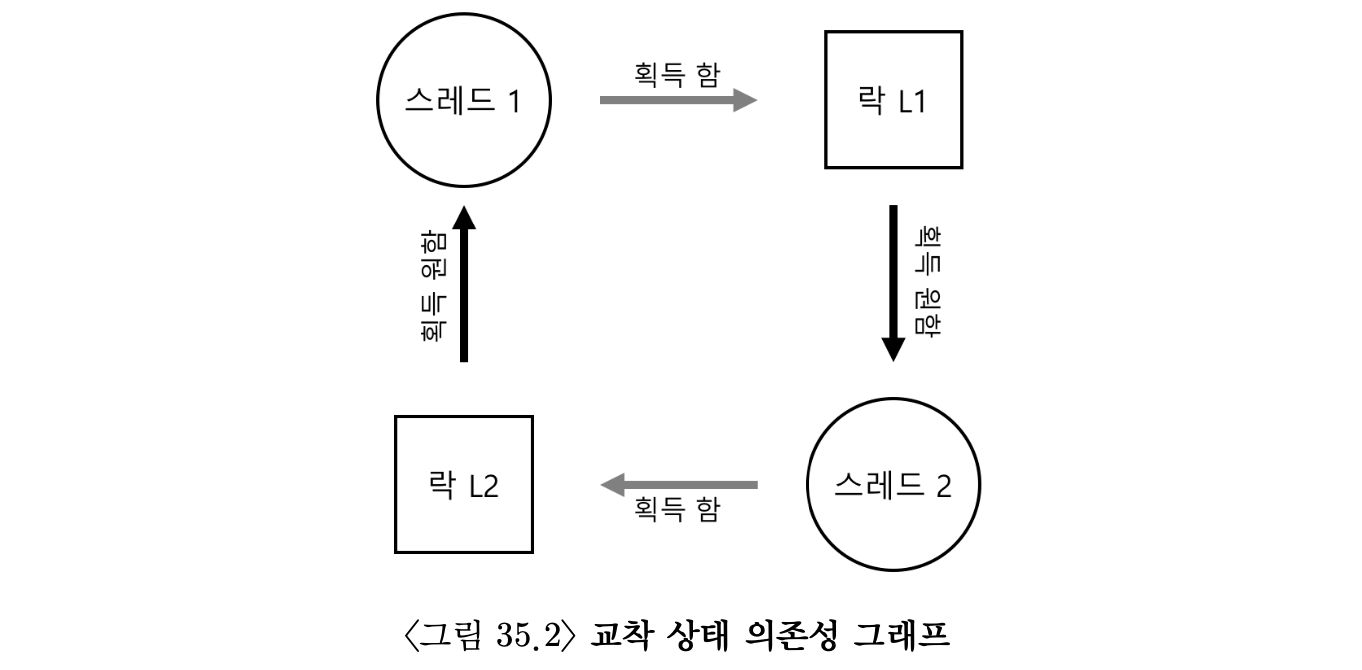 스레드 1
획득 함
락 L1
획득 원함
획득 원함
락 L2
획득 함
스레드 2
〈그림 35.2〉 교착 상태 의존성 그래프